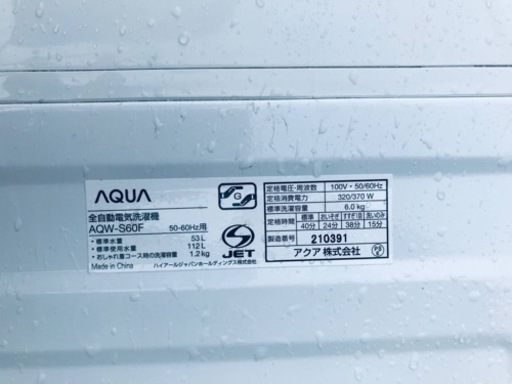 AQUA
全自動電気洗濯機
AQW-S60F 50-60Hz用
•標準水量 53L
•標準使用水量 112L
•おしゃれ着コース時の洗濯容量 1.2kg
Made in China
ハイアールジャパンホールディングス株式会社
G
JET
定格電圧・周波数 100V・50/60Hz
定格消費電力 320/370W
標準洗濯容量 6.0kg
定格時間 標準 おいそぎ すすぎ1回 おいのみ
40分 24分 38分 15分
製造番号 210391
アクア株式会社
PSE